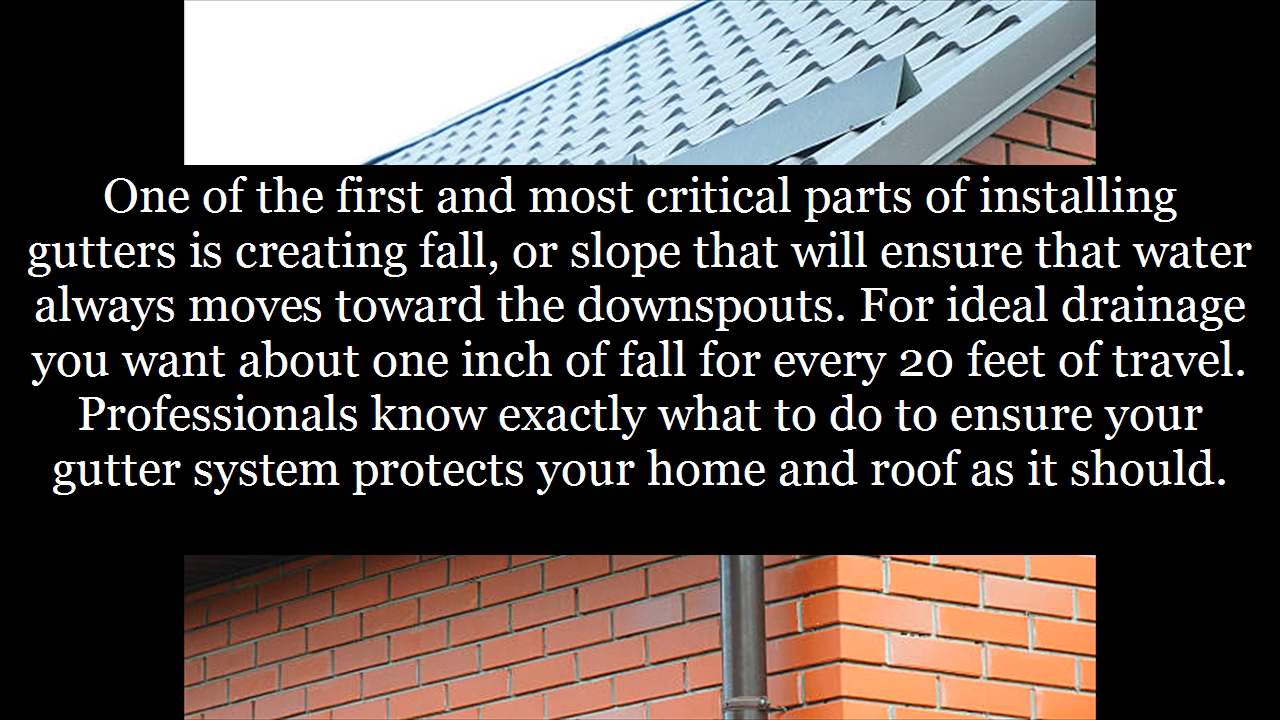 One of the first and most critical parts of installing
gutters is creating fall, or slope that will ensure that water
always moves toward the downspouts. For ideal drainage
you want about one inch of fall for every 20 feet of travel.
Professionals know exactly what to do to ensure your
gutter system protects your home and roof as it should.